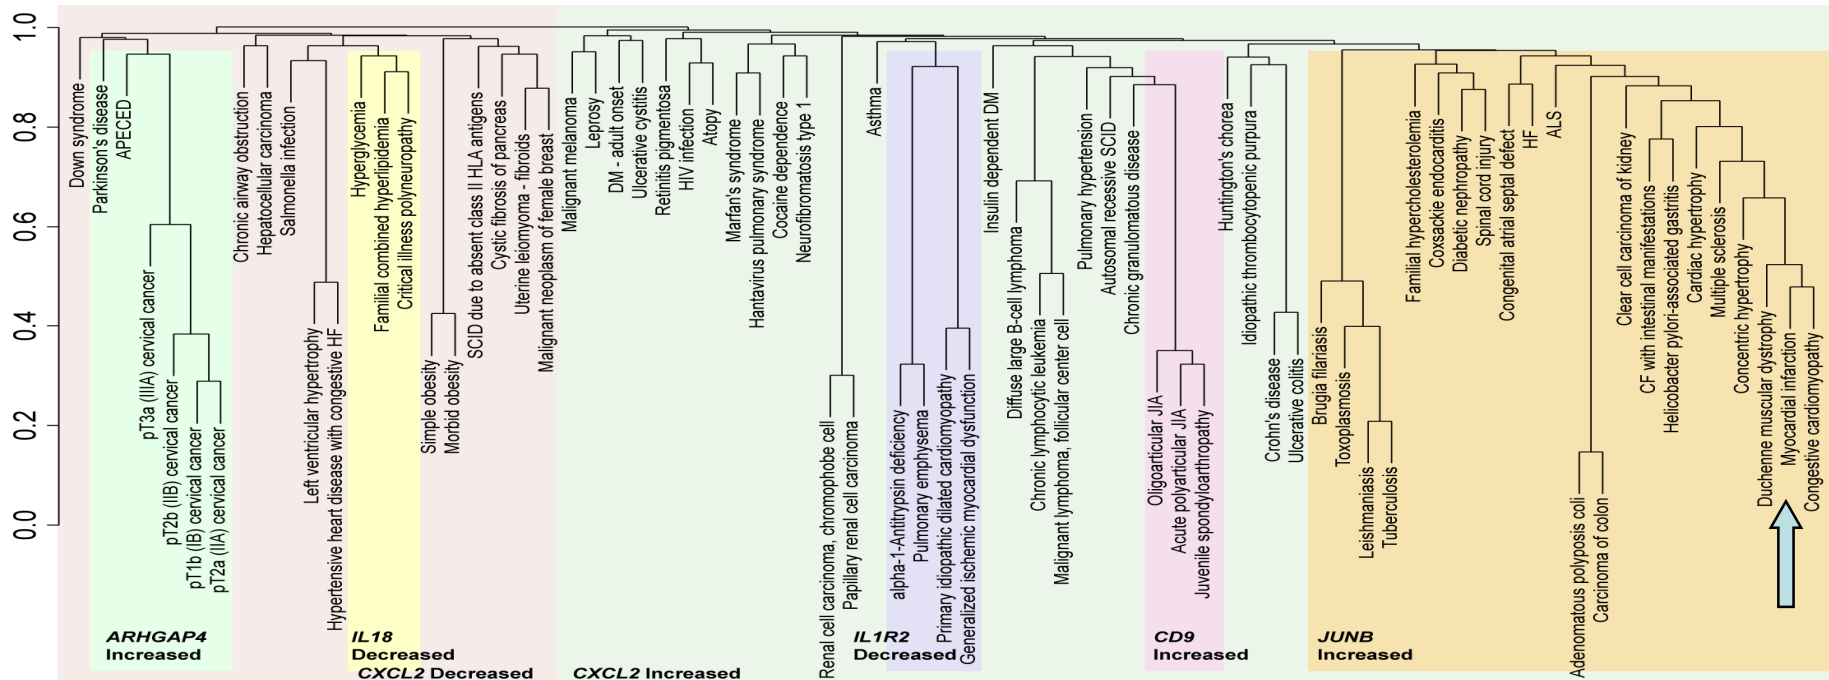 1.0
0.8
0.6
0.4
0.2
0.0
Down syndrome
Parkinson's disease
APECED
pT3a (IIA) cervical cancer
pT2b (IIB) cervical cancer
pT1b (IB) cervical cancer
pT2a (IIA) cervical cancer
Chronic airway obstruction
Hepatocellular carcinoma
Salmonella infection
Left ventricular hypertrophy
Hypertensive heart disease with congestive HF
Hyperglycemia
Familial combined hyperlipidemia
Critical illness polyneuropathy
Simple obesity
Morbid obesity
SCID due to absent class II HLA antigens
Cystic fibrosis of pancreas
Uterine leiomyoma - fibroids
Malignant neoplasm of female breast
Malignant melanoma
Leprosy
DM - adult onset
Ulcerative cystitis
Retinitis pigmentosa
HIV infection
Atopy
Marfan's syndrome
Hantavirus pulmonary syndrome
Cocaine dependence
Neurofibromatosis type 1
Renal cell carcinoma, chromophobe cell
Papillary renal cell carcinoma
Asthma
alpha-1-Antitrypsin deficiency
Pulmonary emphysema
Primary idiopathic dilated cardiomyopathy
Generalized ischemic myocardial dysfunction
Insulin dependent DM
Diffuse large B-cell lymphoma
Chronic lymphocytic leukemia
Malignant lymphoma, follicular center cell
Pulmonary hypertension
Autosomal recessive SCID
Chronic granulomatous disease
Oligoarticular JIA
Acute polyarticular JIA
Juvenile spondyloarthropathy
Huntington's chorea
Idiopathic thrombocytopenic purpura
Crohn's disease
Ulcerative colitis
Brugia filariasis
Toxoplasmosis
Leishmaniasis
Tuberculosis
Familial hypercholesterolemia
Coxsackie endocarditis
Diabetic nephropathy
Spinal cord injury
Congenital atrial septal defect
HF
ALS
Adenomatous polyposis coli
Carcinoma of colon
Clear cell carcinoma of kidney
CF with intestinal manifestations
Helicobacter pylori-associated gastritis
Cardiac hypertrophy
Multiple sclerosis
Concentric hypertrophy
Duchenne muscular dystrophy
Myocardial infarction
Congestive cardiomyopathy
ARHGAP4
Increased
IL18
Decreased
CXCL2 Decreased
CXCL2 Increased
IL1R2
Decreased
CD9
Increased
JUNB
Increased